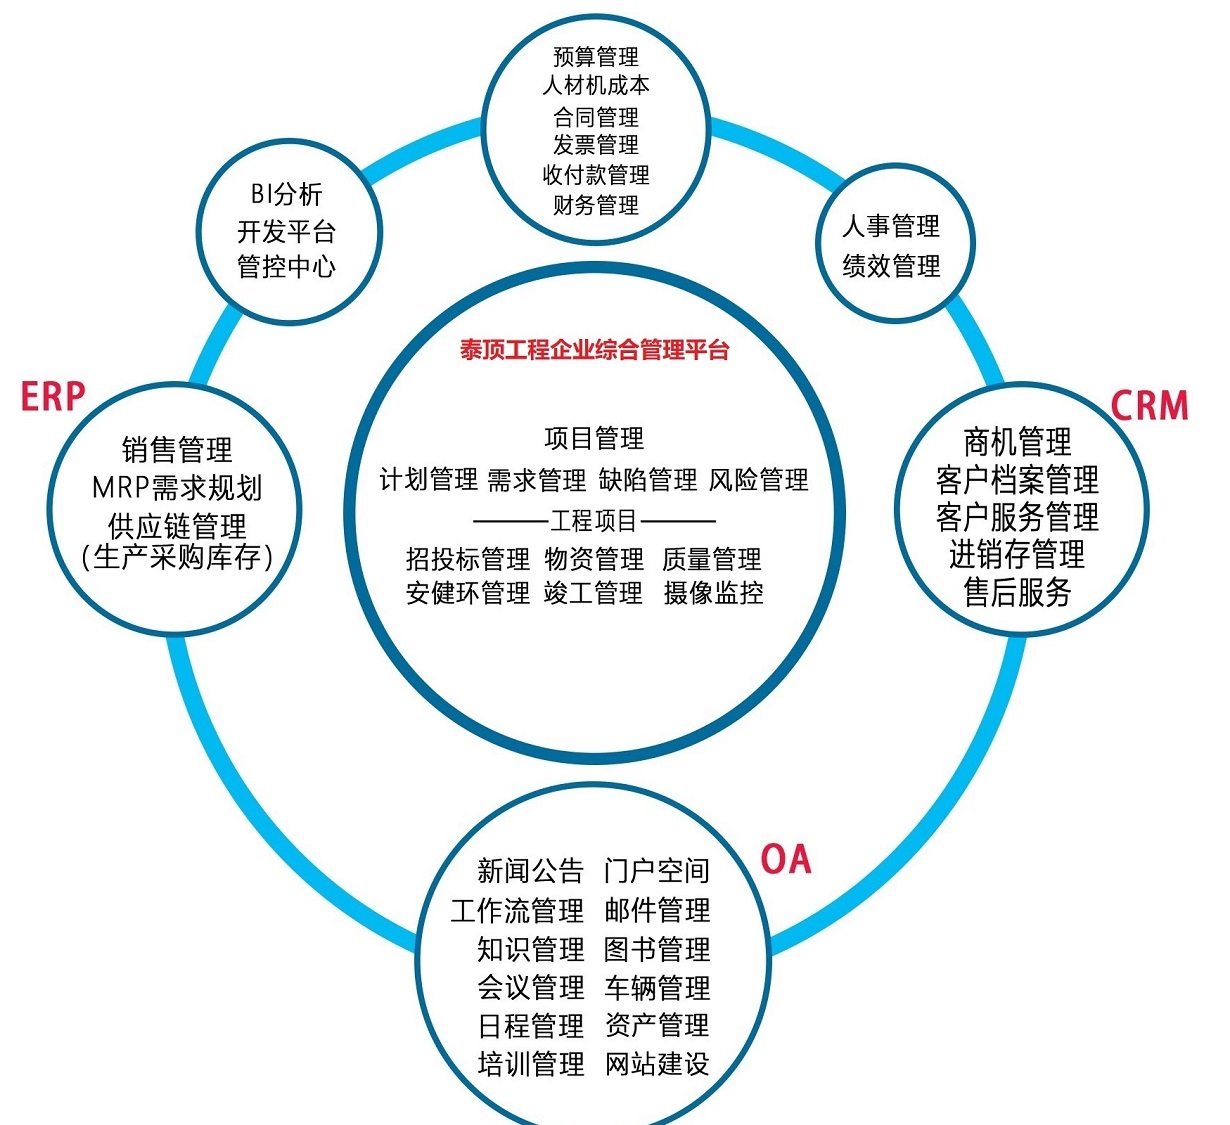 预算管理
人材机成本
合同管理
发票管理
收付款管理
财务管理
BI分析
开发平台
管控中心
人事管理
绩效管理
泰顶工程企业综合管理平台
项目管理
计划管理 需求管理 缺陷管理 风险管理
———工程项目———
招投标管理 物资管理 质量管理
安健环管理 竣工管理 摄像监控
ERP
销售管理
MRP需求规划
供应链管理
(生产采购库存)
CRM
商机管理
客户档案管理
客户服务管理
进销存管理
售后服务
OA
新闻公告 门户空间
工作流管理 邮件管理
知识管理 图书管理
会议管理 车辆管理
日程管理 资产管理
培训管理 网站建设